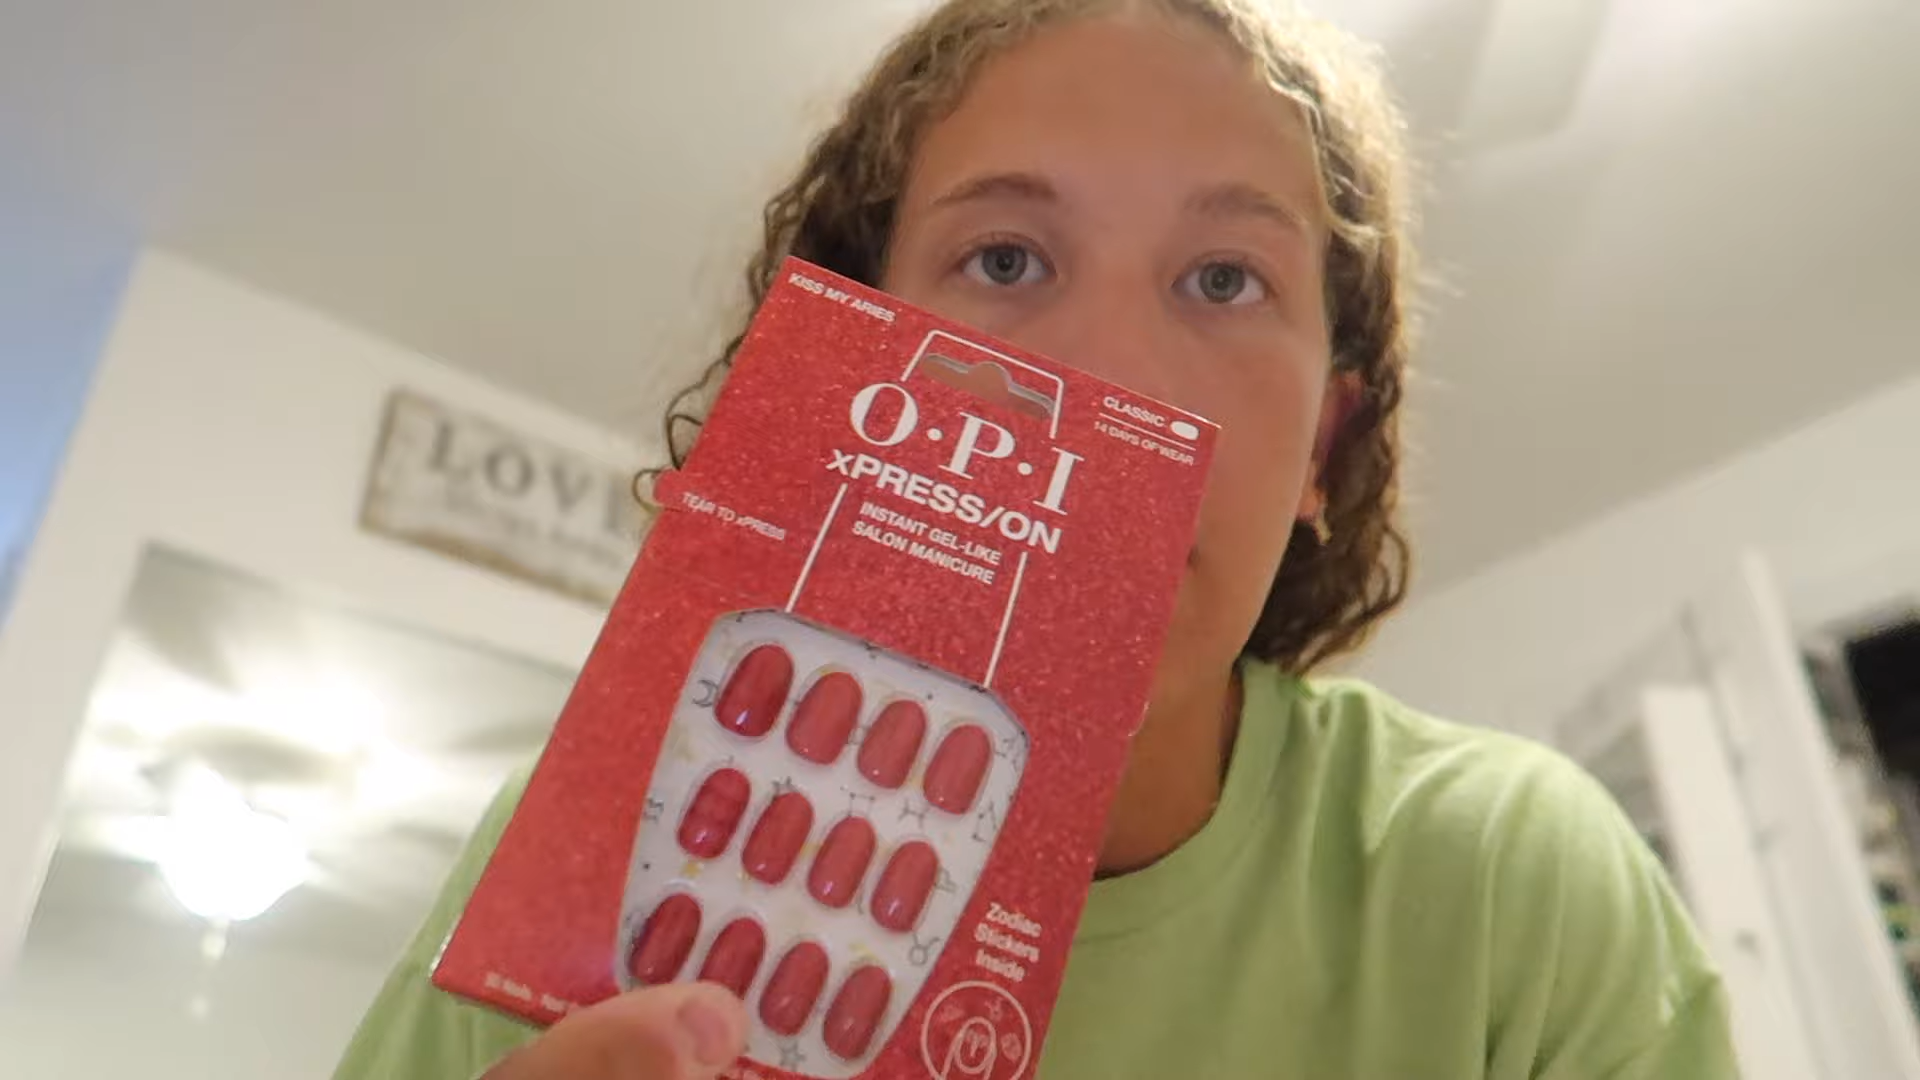 KISS MY ARIES
O·P·I
xPRESS/ON
CLASSIC
14 DAYS OF WEAR
TEAR TO xPRESS
INSTANT GEL-LIKE
SALON MANICURE
LOVE
Zodiac
Stickers
Inside